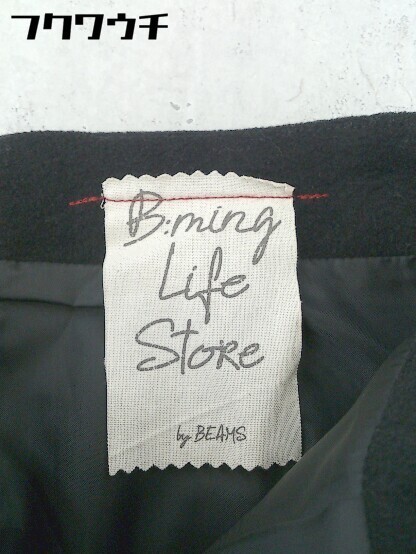 フクワウチ
B:ming
Life
Store
by BEAMS